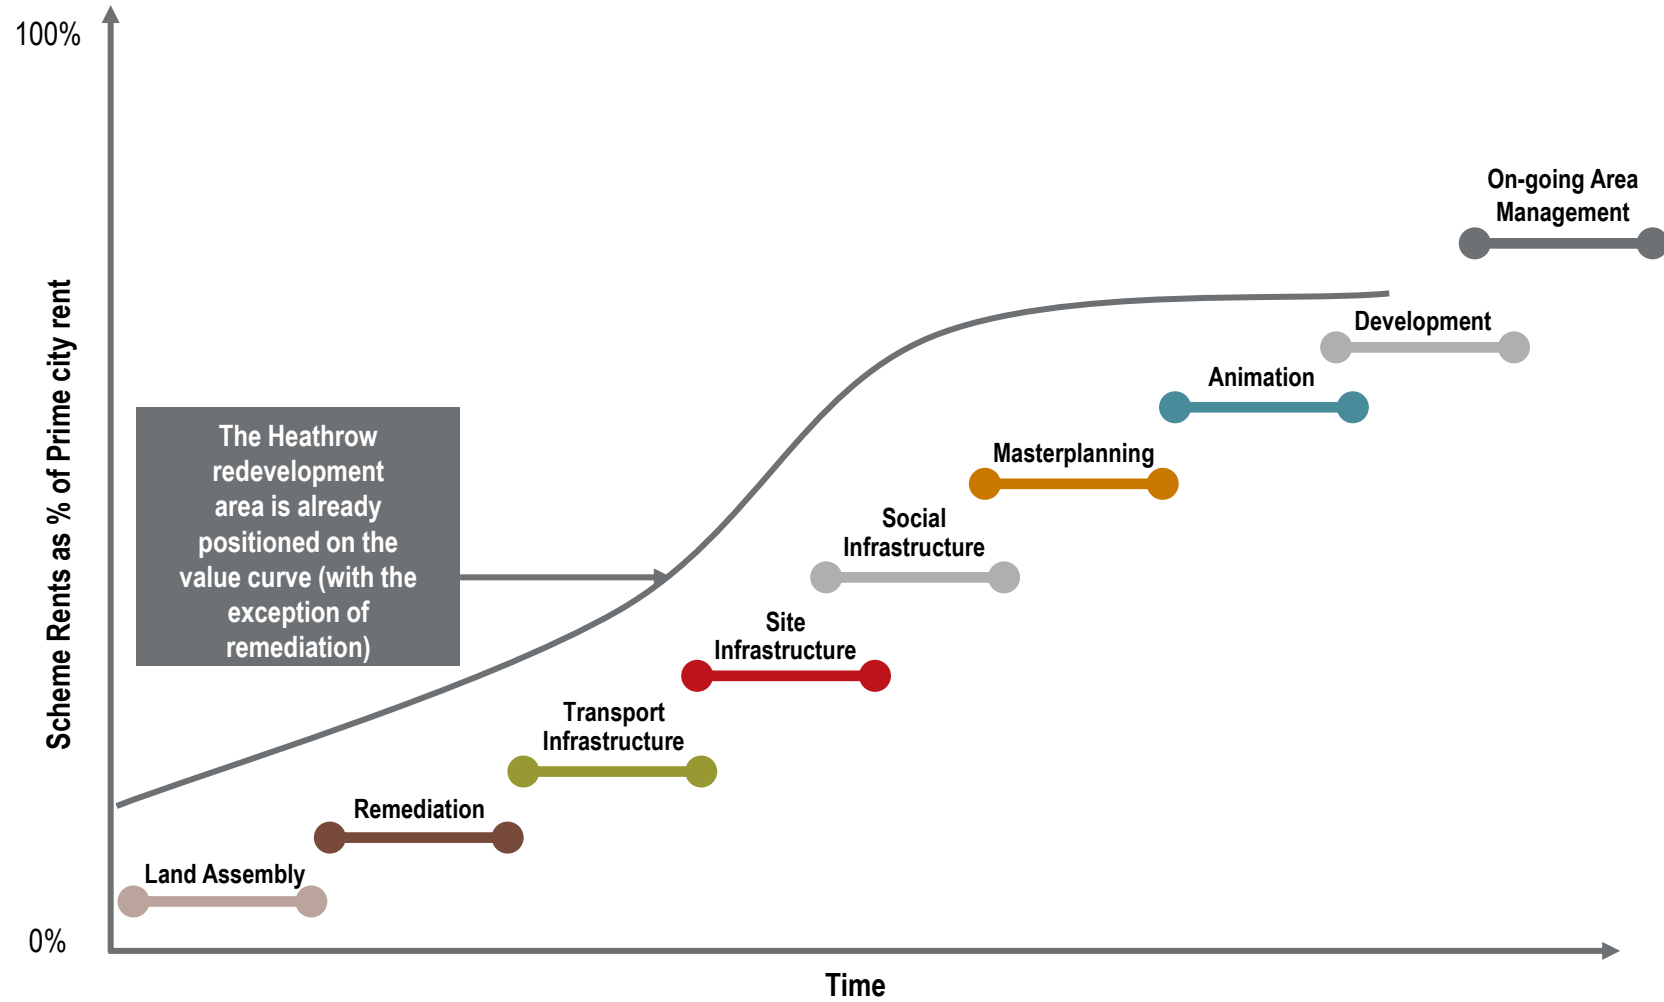 100%
On-going Area
Management
Development
Animation
Masterplanning
Social
Infrastructure
Site
Infrastructure
Transport
Infrastructure
Remediation
Land Assembly
The Heathrow
redevelopment
area is already
positioned on the
value curve (with the
exception of
remediation)
Scheme Rents as % of Prime city rent
0%
Time